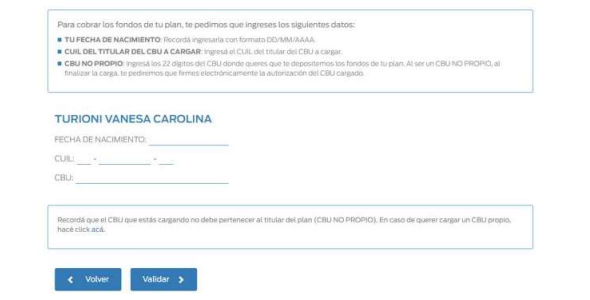 Para cobrar los fondos de tu plan, te pedimos que ingreses los siguientes datos:
TU FECHA DE NACIMIENTO: Recordá ingresarla con formato DD/MM/AAAA.
CUIL DEL TITULAR DEL CBU A CARGAR: Ingresá el CUIL del titular del CBU a cargar.
CBU NO PROPIO: Ingresá los 22 dígitos del CBU donde queres que te depositemos los fondos de tu plan. Al ser un CBU NO PROPIO, al
finalizar la carga, te pediremos que firmes electrónicamente la autorización del CBU cargado.
TURIONI VANESA CAROLINA
FECHA DE NACIMIENTO:
CUIL: - -
CBU:
Recordá que el CBU que estás cargando no debe pertenecer al titular del plan (CBU NO PROPIO). En caso de querer cargar un CBU propio,
hacé click acá.
Volver
Validar